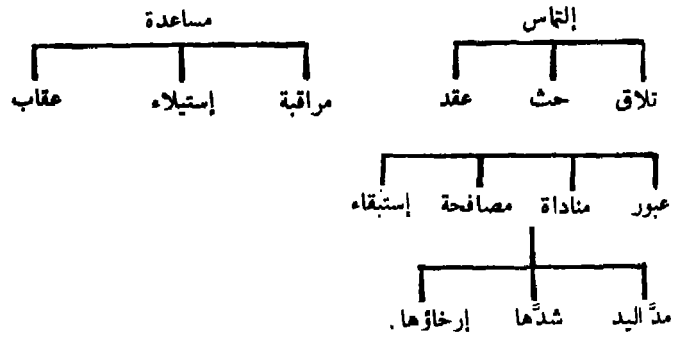 إلتماس مساعدة
تلاق حث عقد مراقبة إستيلاء عقاب
عبور مناداة مصافحة إستبقاء
مدَّ اليد شدَّها إرخاؤها.